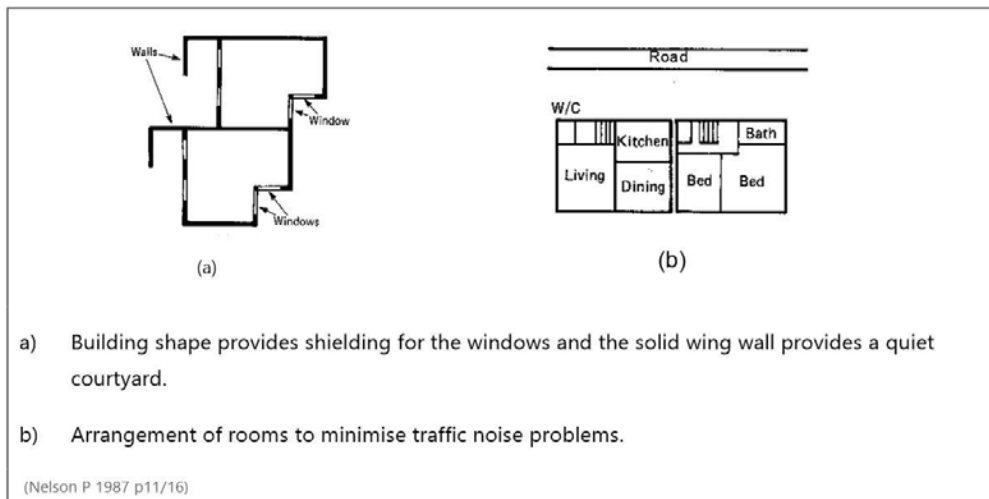 Walls
Window
Windows
(a)
Road
W/C
Kitchen
Bath
Living
Dining
Bed
Bed
(b)
a) Building shape provides shielding for the windows and the solid wing wall provides a quiet
courtyard.
b) Arrangement of rooms to minimise traffic noise problems.
(Nelson P 1987 p11/16)